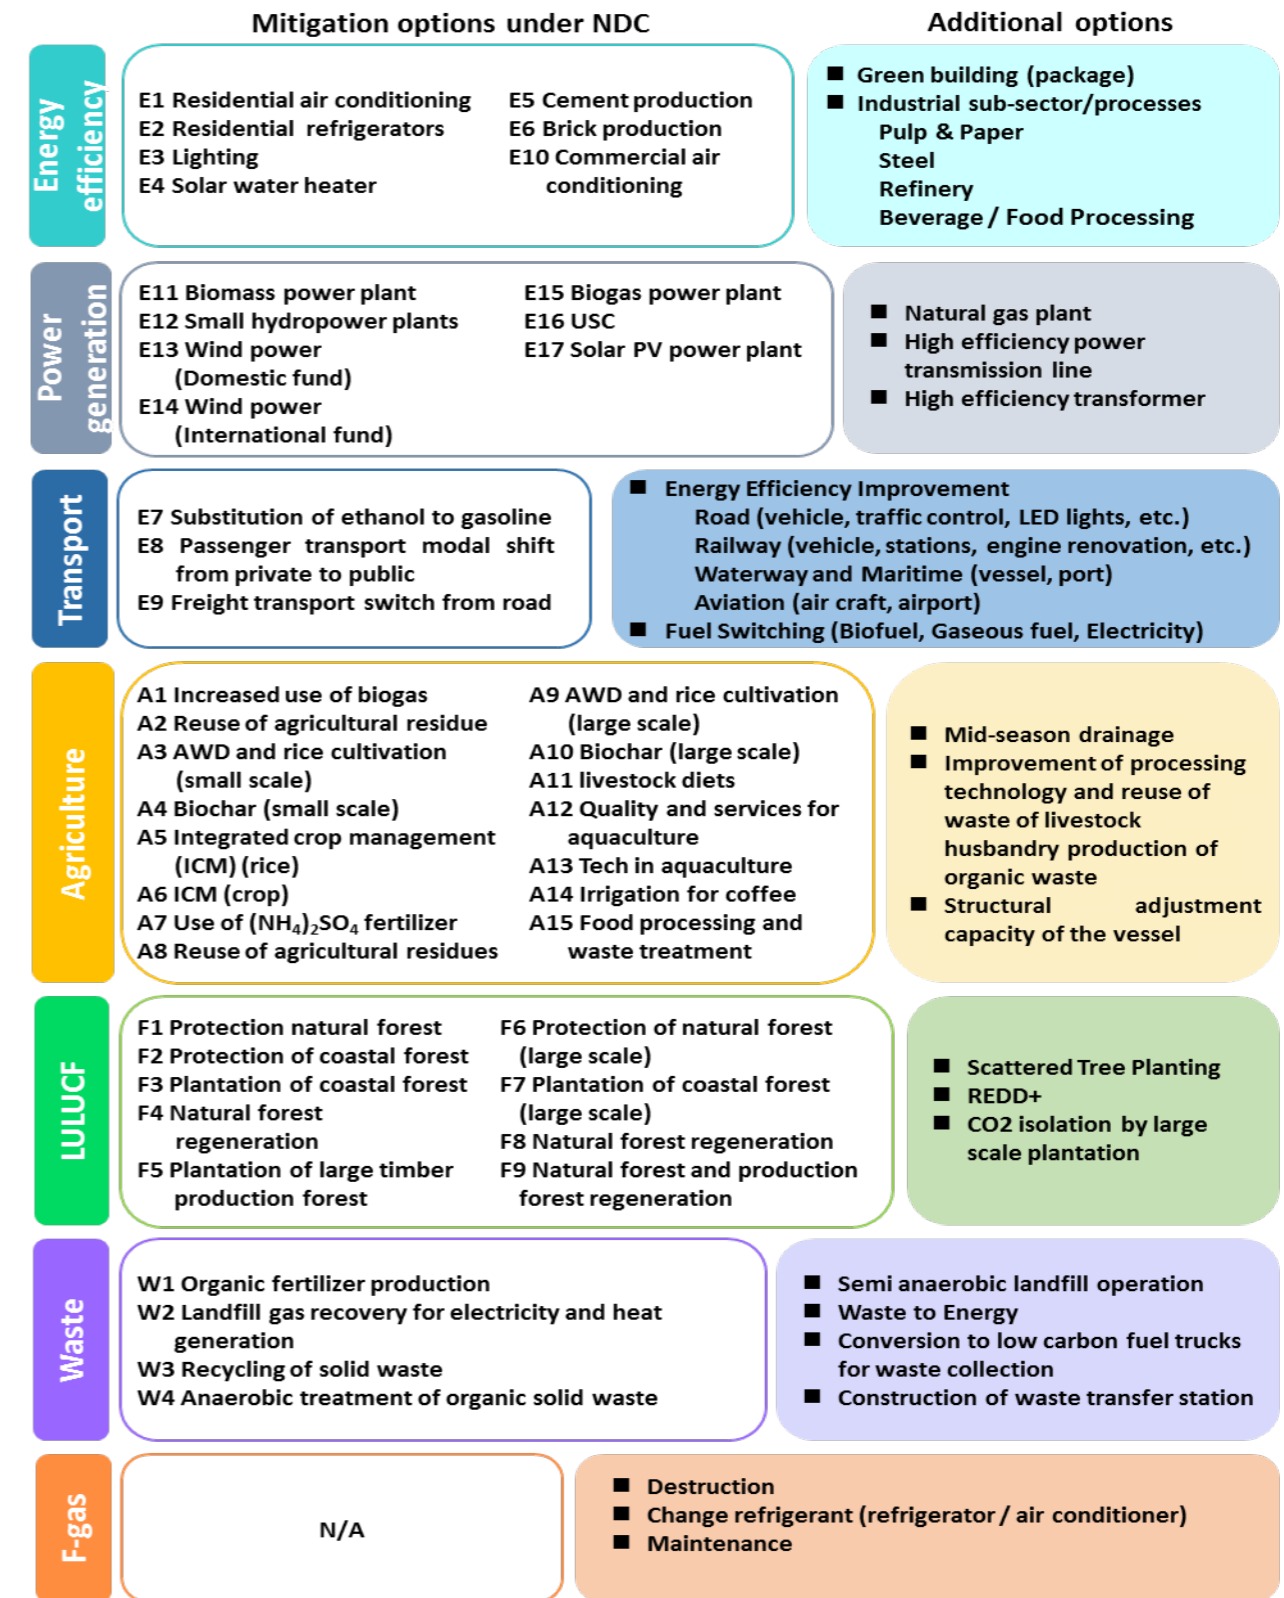 Mitigation options under NDC
Additional options
Energy
efficiency
E1 Residential air conditioning
E2 Residential refrigerators
E3 Lighting
E4 Solar water heater
E5 Cement production
E6 Brick production
E10 Commercial air
conditioning
■ Green building (package)
■ Industrial sub-sector/processes
Pulp & Paper
Steel
Refinery
Beverage / Food Processing
Power
generation
E11 Biomass power plant
E12 Small hydropower plants
E13 Wind power
(Domestic fund)
E14 Wind power
(International fund)
E15 Biogas power plant
E16 USC
E17 Solar PV power plant
■ Natural gas plant
■ High efficiency power
transmission line
■ High efficiency transformer
Transport
E7 Substitution of ethanol to gasoline
E8 Passenger transport modal shift
from private to public
E9 Freight transport switch from road
■ Energy Efficiency Improvement
Road (vehicle, traffic control, LED lights, etc.)
Railway (vehicle, stations, engine renovation, etc.)
Waterway and Maritime (vessel, port)
Aviation (air craft, airport)
■ Fuel Switching (Biofuel, Gaseous fuel, Electricity)
Agriculture
A1 Increased use of biogas
A2 Reuse of agricultural residue
A3 AWD and rice cultivation
(small scale)
A4 Biochar (small scale)
A5 Integrated crop management
(ICM) (rice)
A6 ICM (crop)
A7 Use of (NH₄)₂SO₄ fertilizer
A8 Reuse of agricultural residues
A9 AWD and rice cultivation
(large scale)
A10 Biochar (large scale)
A11 livestock diets
A12 Quality and services for
aquaculture
A13 Tech in aquaculture
A14 Irrigation for coffee
A15 Food processing and
waste treatment
■ Mid-season drainage
■ Improvement of processing
technology and reuse of
waste of livestock
husbandry production of
organic waste
■ Structural adjustment
capacity of the vessel
LULUCF
F1 Protection natural forest
F2 Protection of coastal forest
F3 Plantation of coastal forest
F4 Natural forest
regeneration
F5 Plantation of large timber
production forest
F6 Protection of natural forest
(large scale)
F7 Plantation of coastal forest
(large scale)
F8 Natural forest regeneration
F9 Natural forest and production
forest regeneration
■ Scattered Tree Planting
■ REDD+
■ CO2 isolation by large
scale plantation
Waste
W1 Organic fertilizer production
W2 Landfill gas recovery for electricity and heat
generation
W3 Recycling of solid waste
W4 Anaerobic treatment of organic solid waste
■ Semi anaerobic landfill operation
■ Waste to Energy
■ Conversion to low carbon fuel trucks
for waste collection
■ Construction of waste transfer station
F-gas
N/A
■ Destruction
■ Change refrigerant (refrigerator / air conditioner)
■ Maintenance